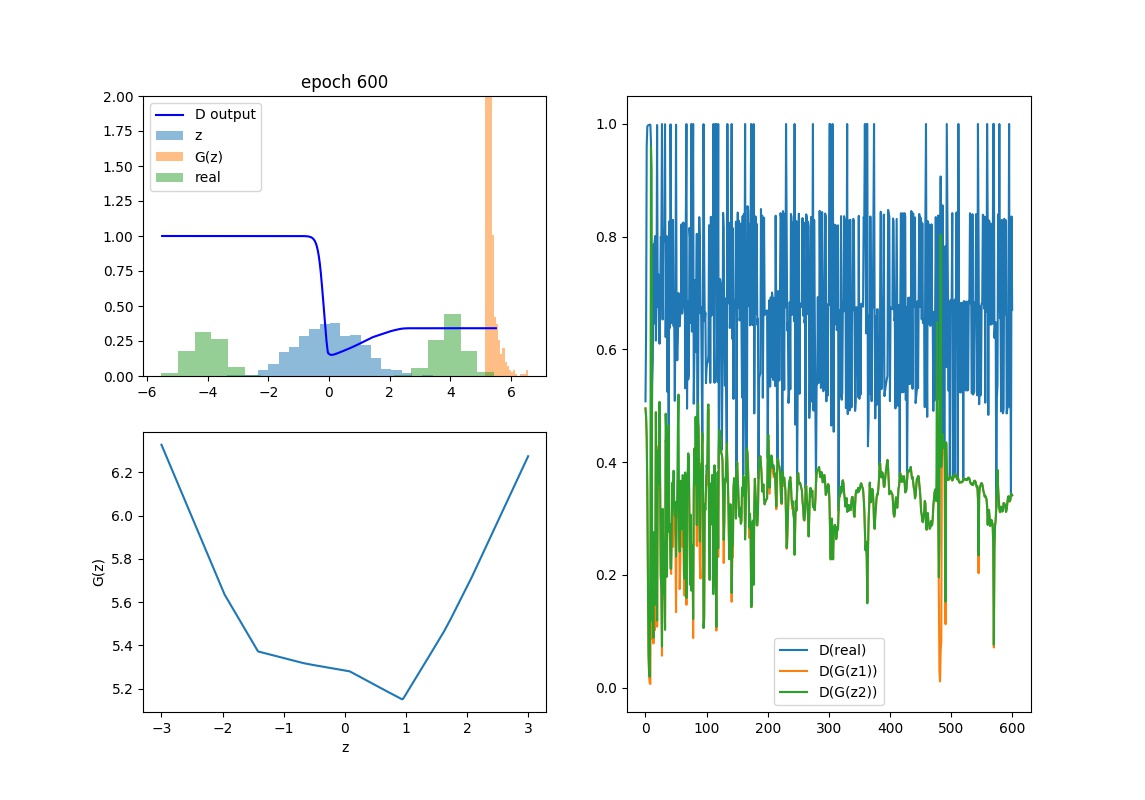 epoch 600
2.00
1.75
1.50
1.25
1.00
0.75
0.50
0.25
0.00
D output
z
G(z)
real
−6 −4 −2 0 2 4 6
G(z)
6.2
6.0
5.8
5.6
5.4
5.2
−3 −2 −1 0 1 2 3
z
1.0
0.8
0.6
0.4
0.2
0.0
D(real)
D(G(z1))
D(G(z2))
0 100 200 300 400 500 600